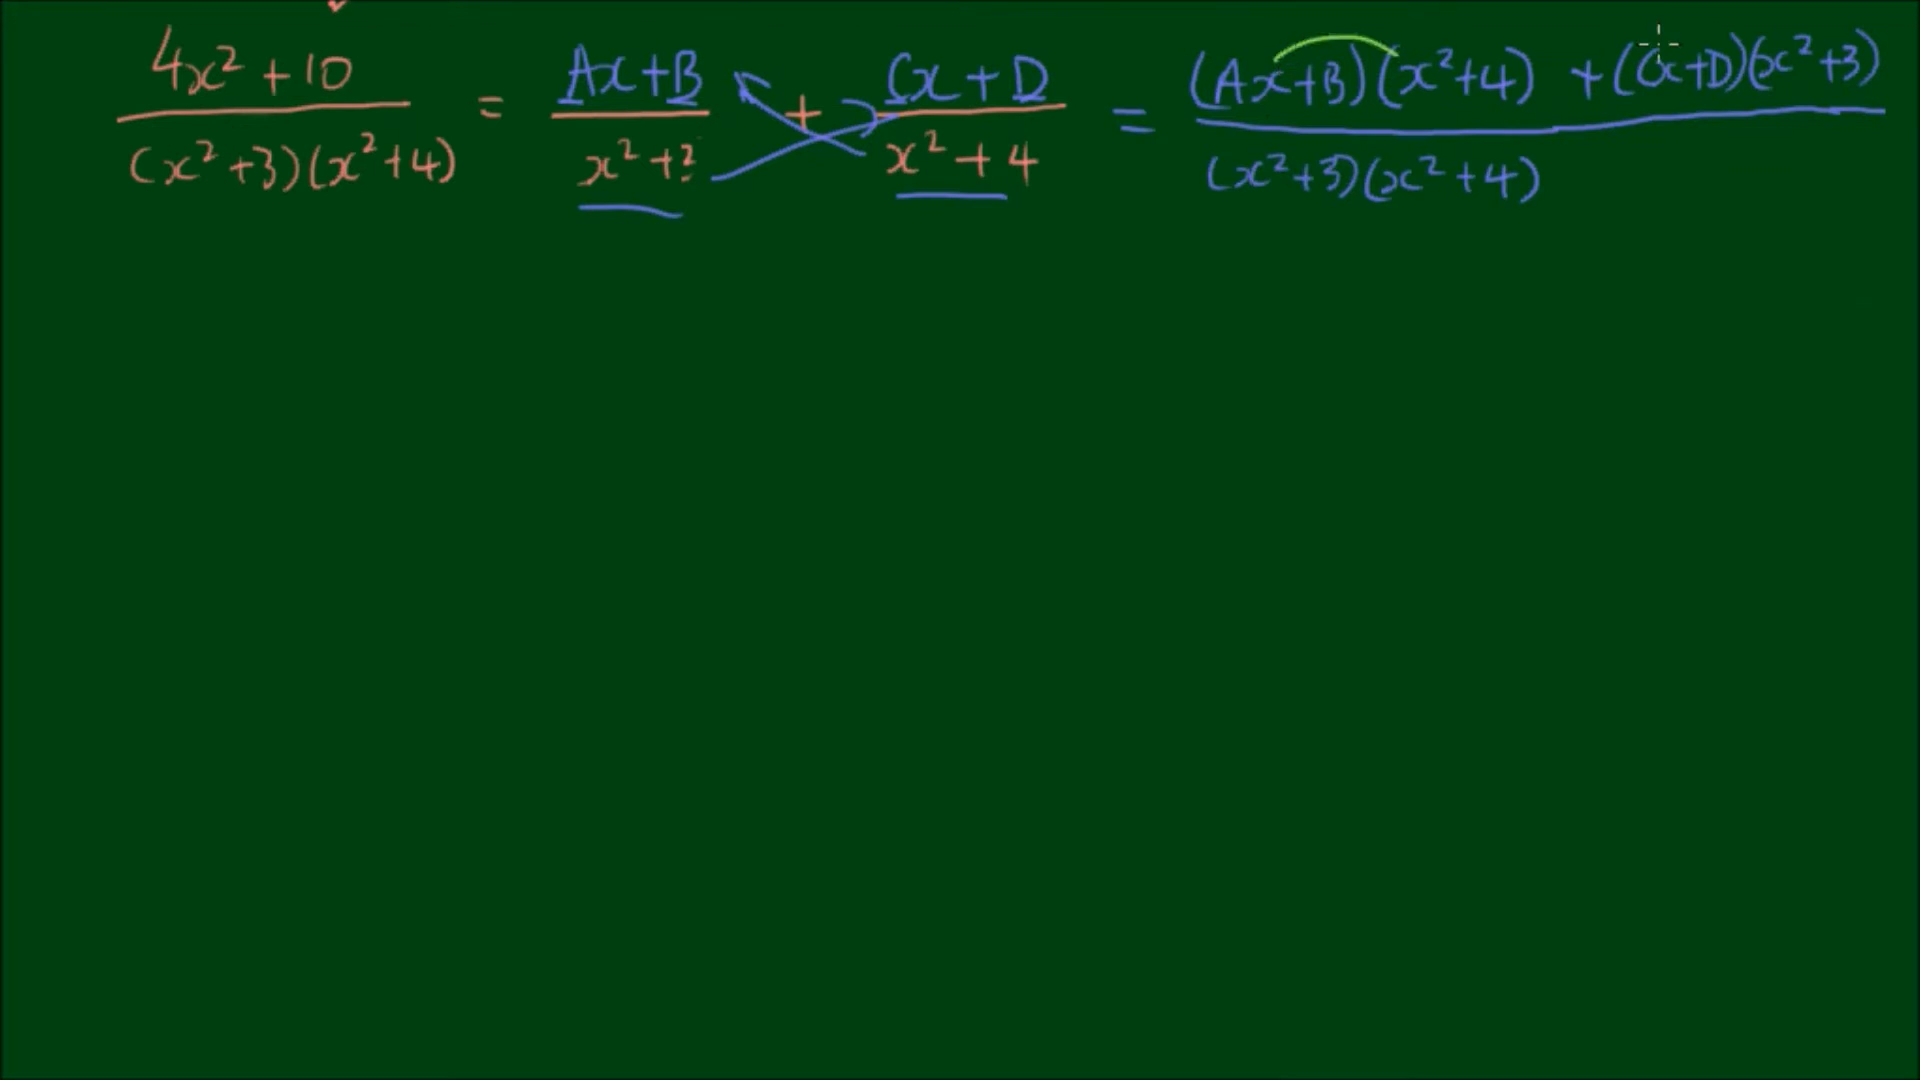 4x² + 10 / (x² + 3)(x² + 4) = Ax + B / x² + 3 + Cx + D / x² + 4 = (Ax + B)(x² + 4) + (Cx + D)(x² + 3) / (x² + 3)(x² + 4)